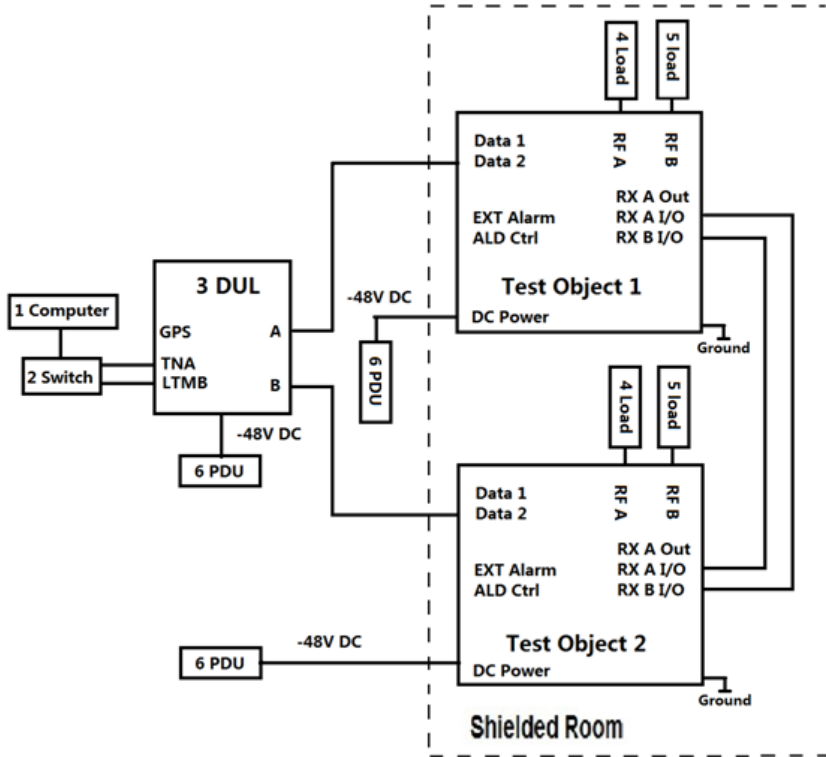 4 Load
5 load
Data 1
Data 2
RF A
RF B
RX A Out
EXT Alarm
RX A I/O
ALD Ctrl
RX B I/O
3 DUL
Test Object 1
-48V DC
DC Power
1 Computer
GPS
A
Ground
6 PDU
2 Switch
TNA
LTMB
B
4 Load
5 load
-48V DC
6 PDU
Data 1
Data 2
RF A
RF B
RX A Out
EXT Alarm
RX A I/O
ALD Ctrl
RX B I/O
-48V DC
Test Object 2
6 PDU
DC Power
Ground
Shielded Room